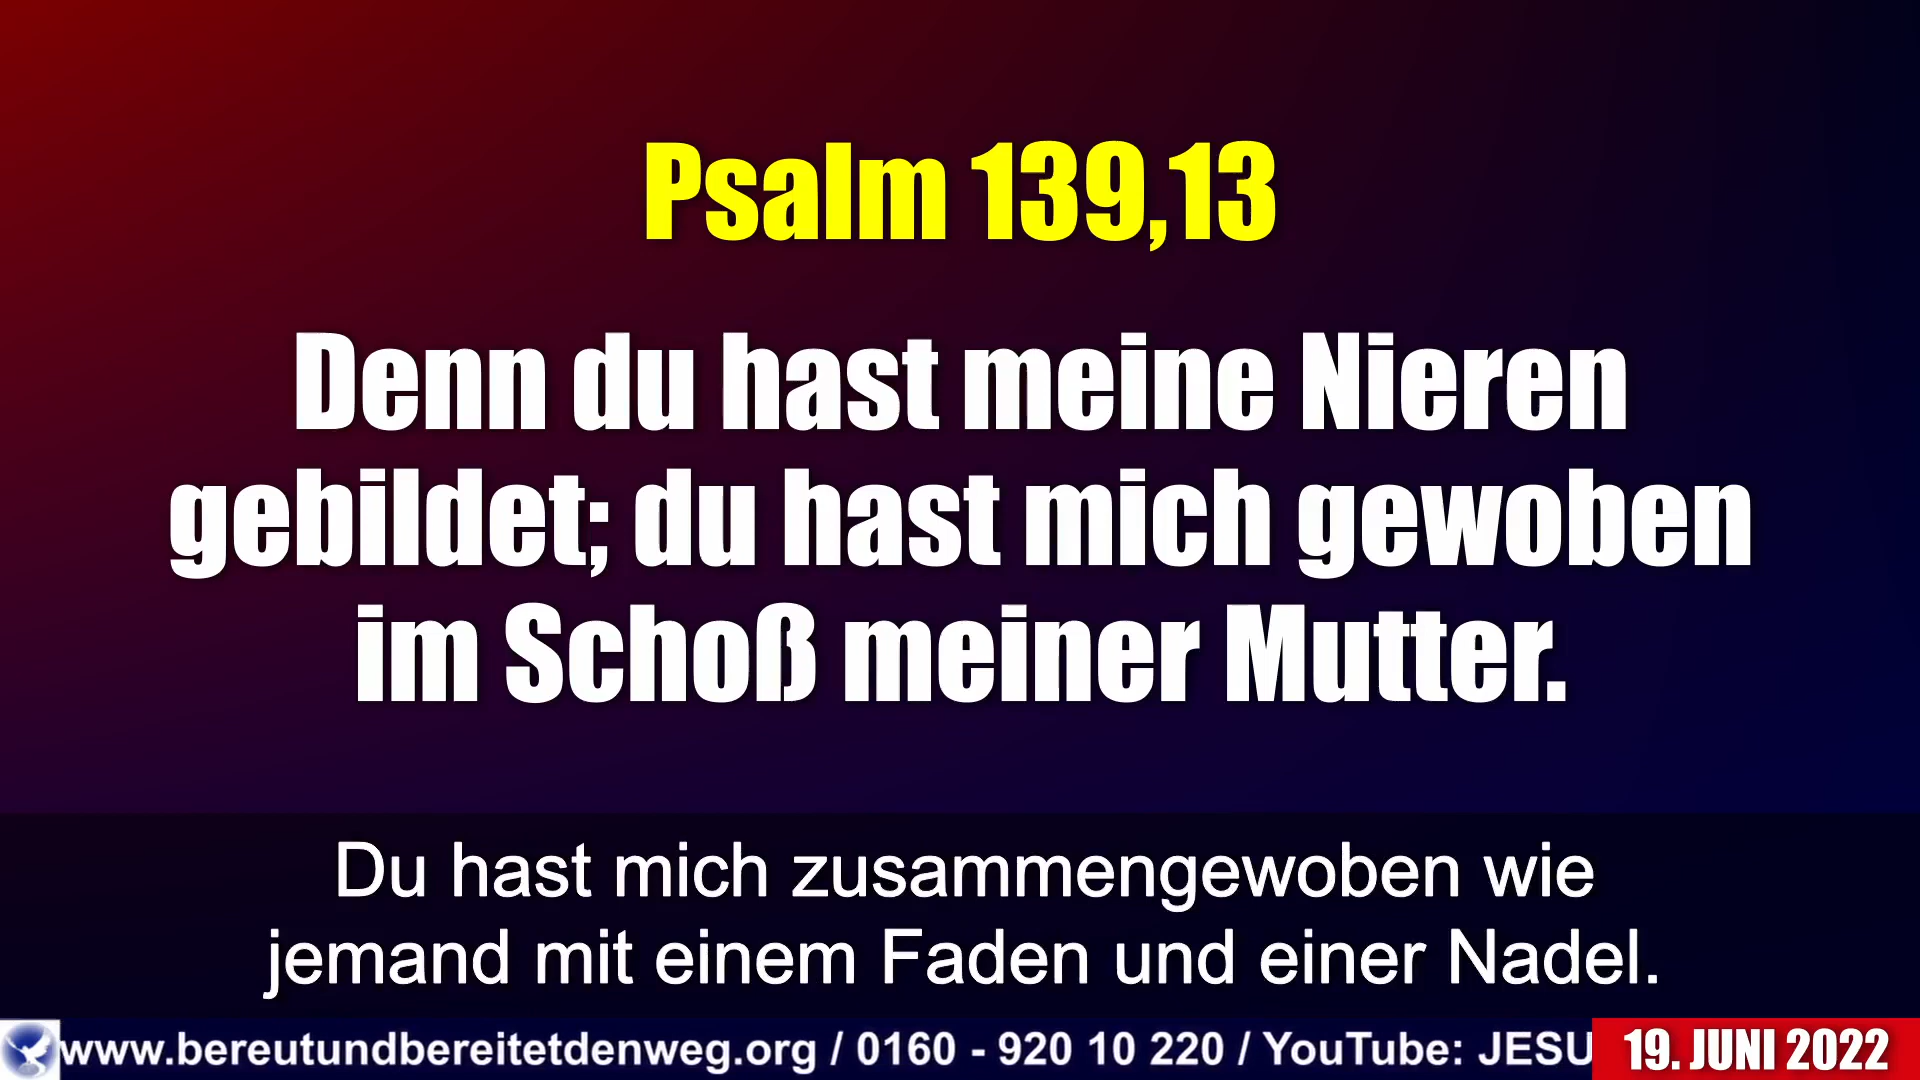 Psalm 139,13
Denn du hast meine Nieren
gebildet; du hast mich gewoben
im Schoß meiner Mutter.
Du hast mich zusammengewoben wie
jemand mit einem Faden und einer Nadel.
www.bereutundbereitetdenweg.org / 0160 - 920 10 220 / YouTube: JESU
19. JUNI 2022